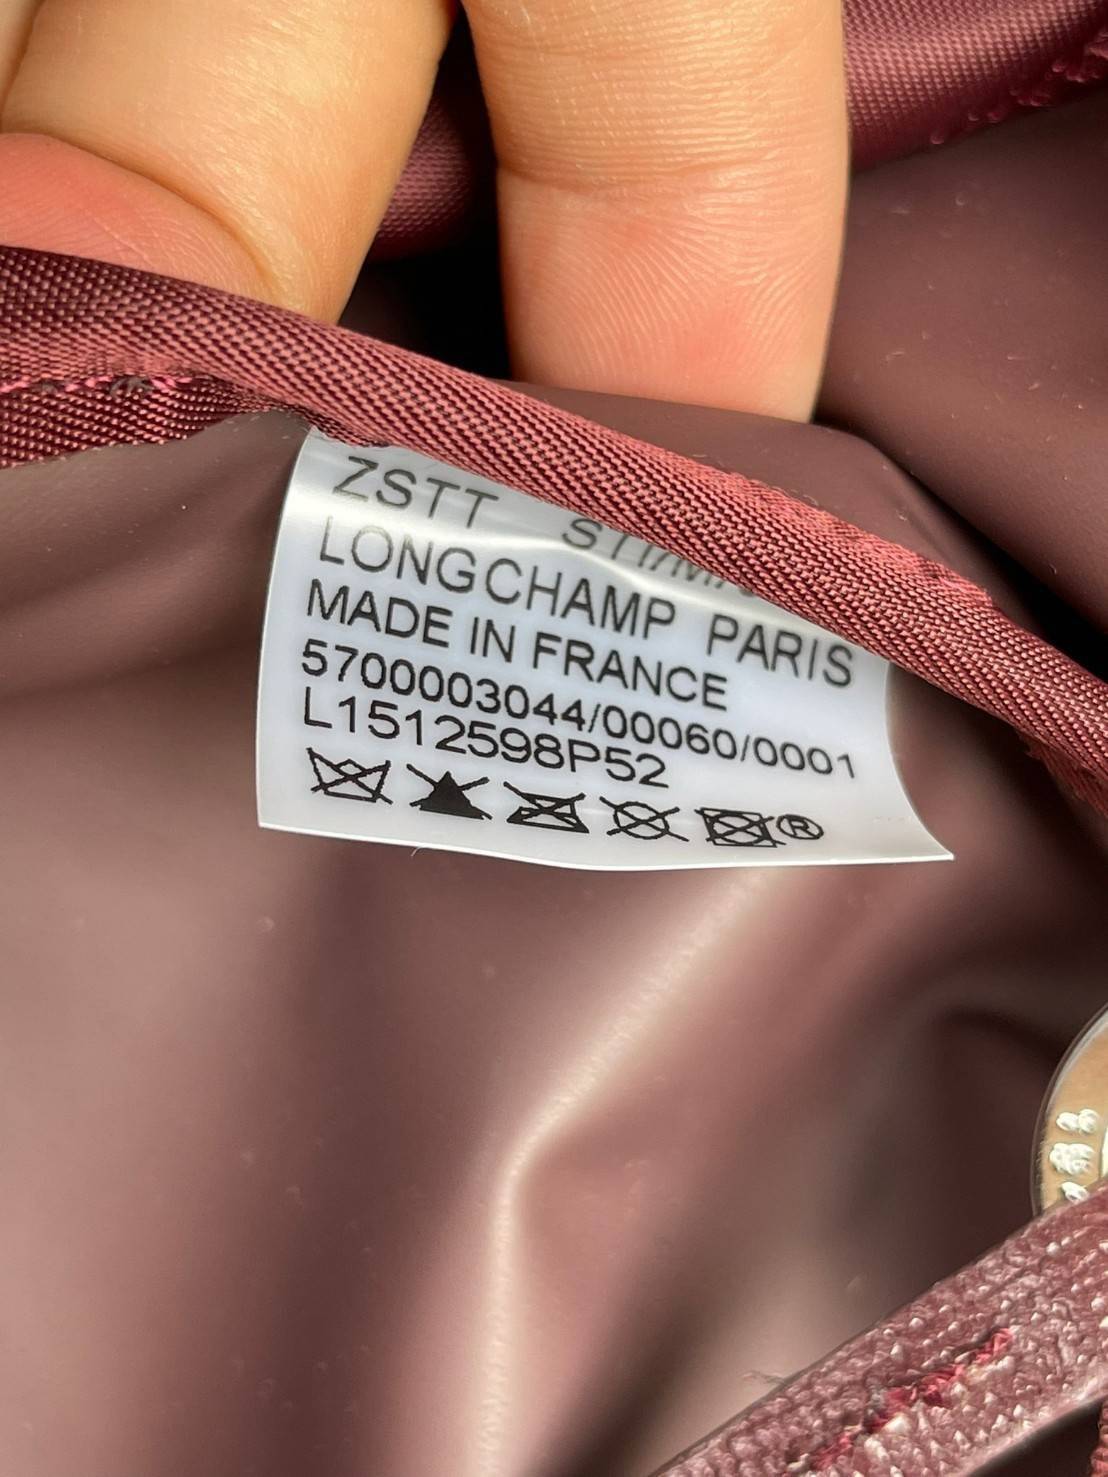 ZSTT
LONGCHAMP PARIS
MADE IN FRANCE
5700003044/00060/0001
L1512598P52
®